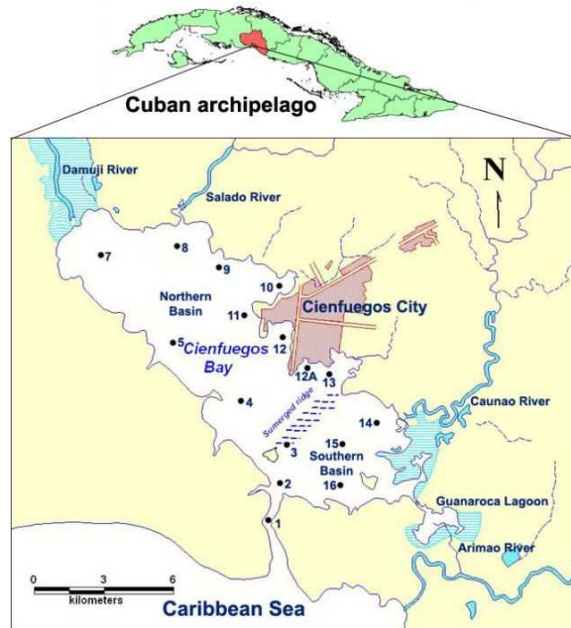 Cuban archipelago
Damuji River
N
Salado River
7
8
9
10
Northern
Basin
11
Cienfuegos City
5
Cienfuegos
Bay
12
12A
13
4
Sumerged ridge
Caunao River
14
15
3
Southern
Basin
2
16
Guanaroca Lagoon
1
Arimao River
0 3 6
kilometers
Caribbean Sea